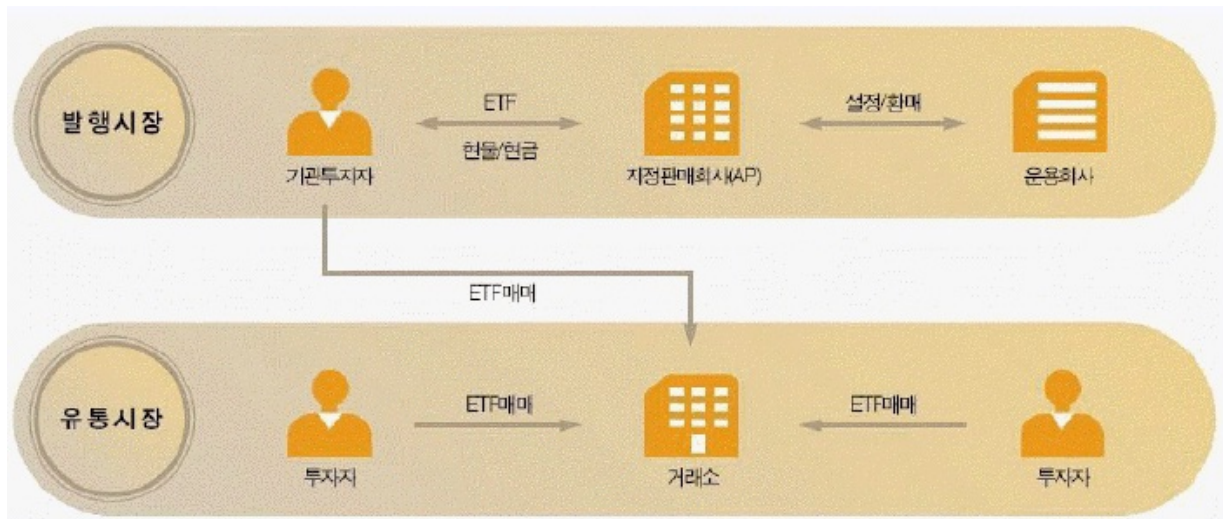 발행시장
ETF
현물/현금
설정/환매
기관투자자
지정판매회사(AP)
운용회사
ETF매매
유통시장
ETF매매
ETF매매
투자자
거래소
투자자